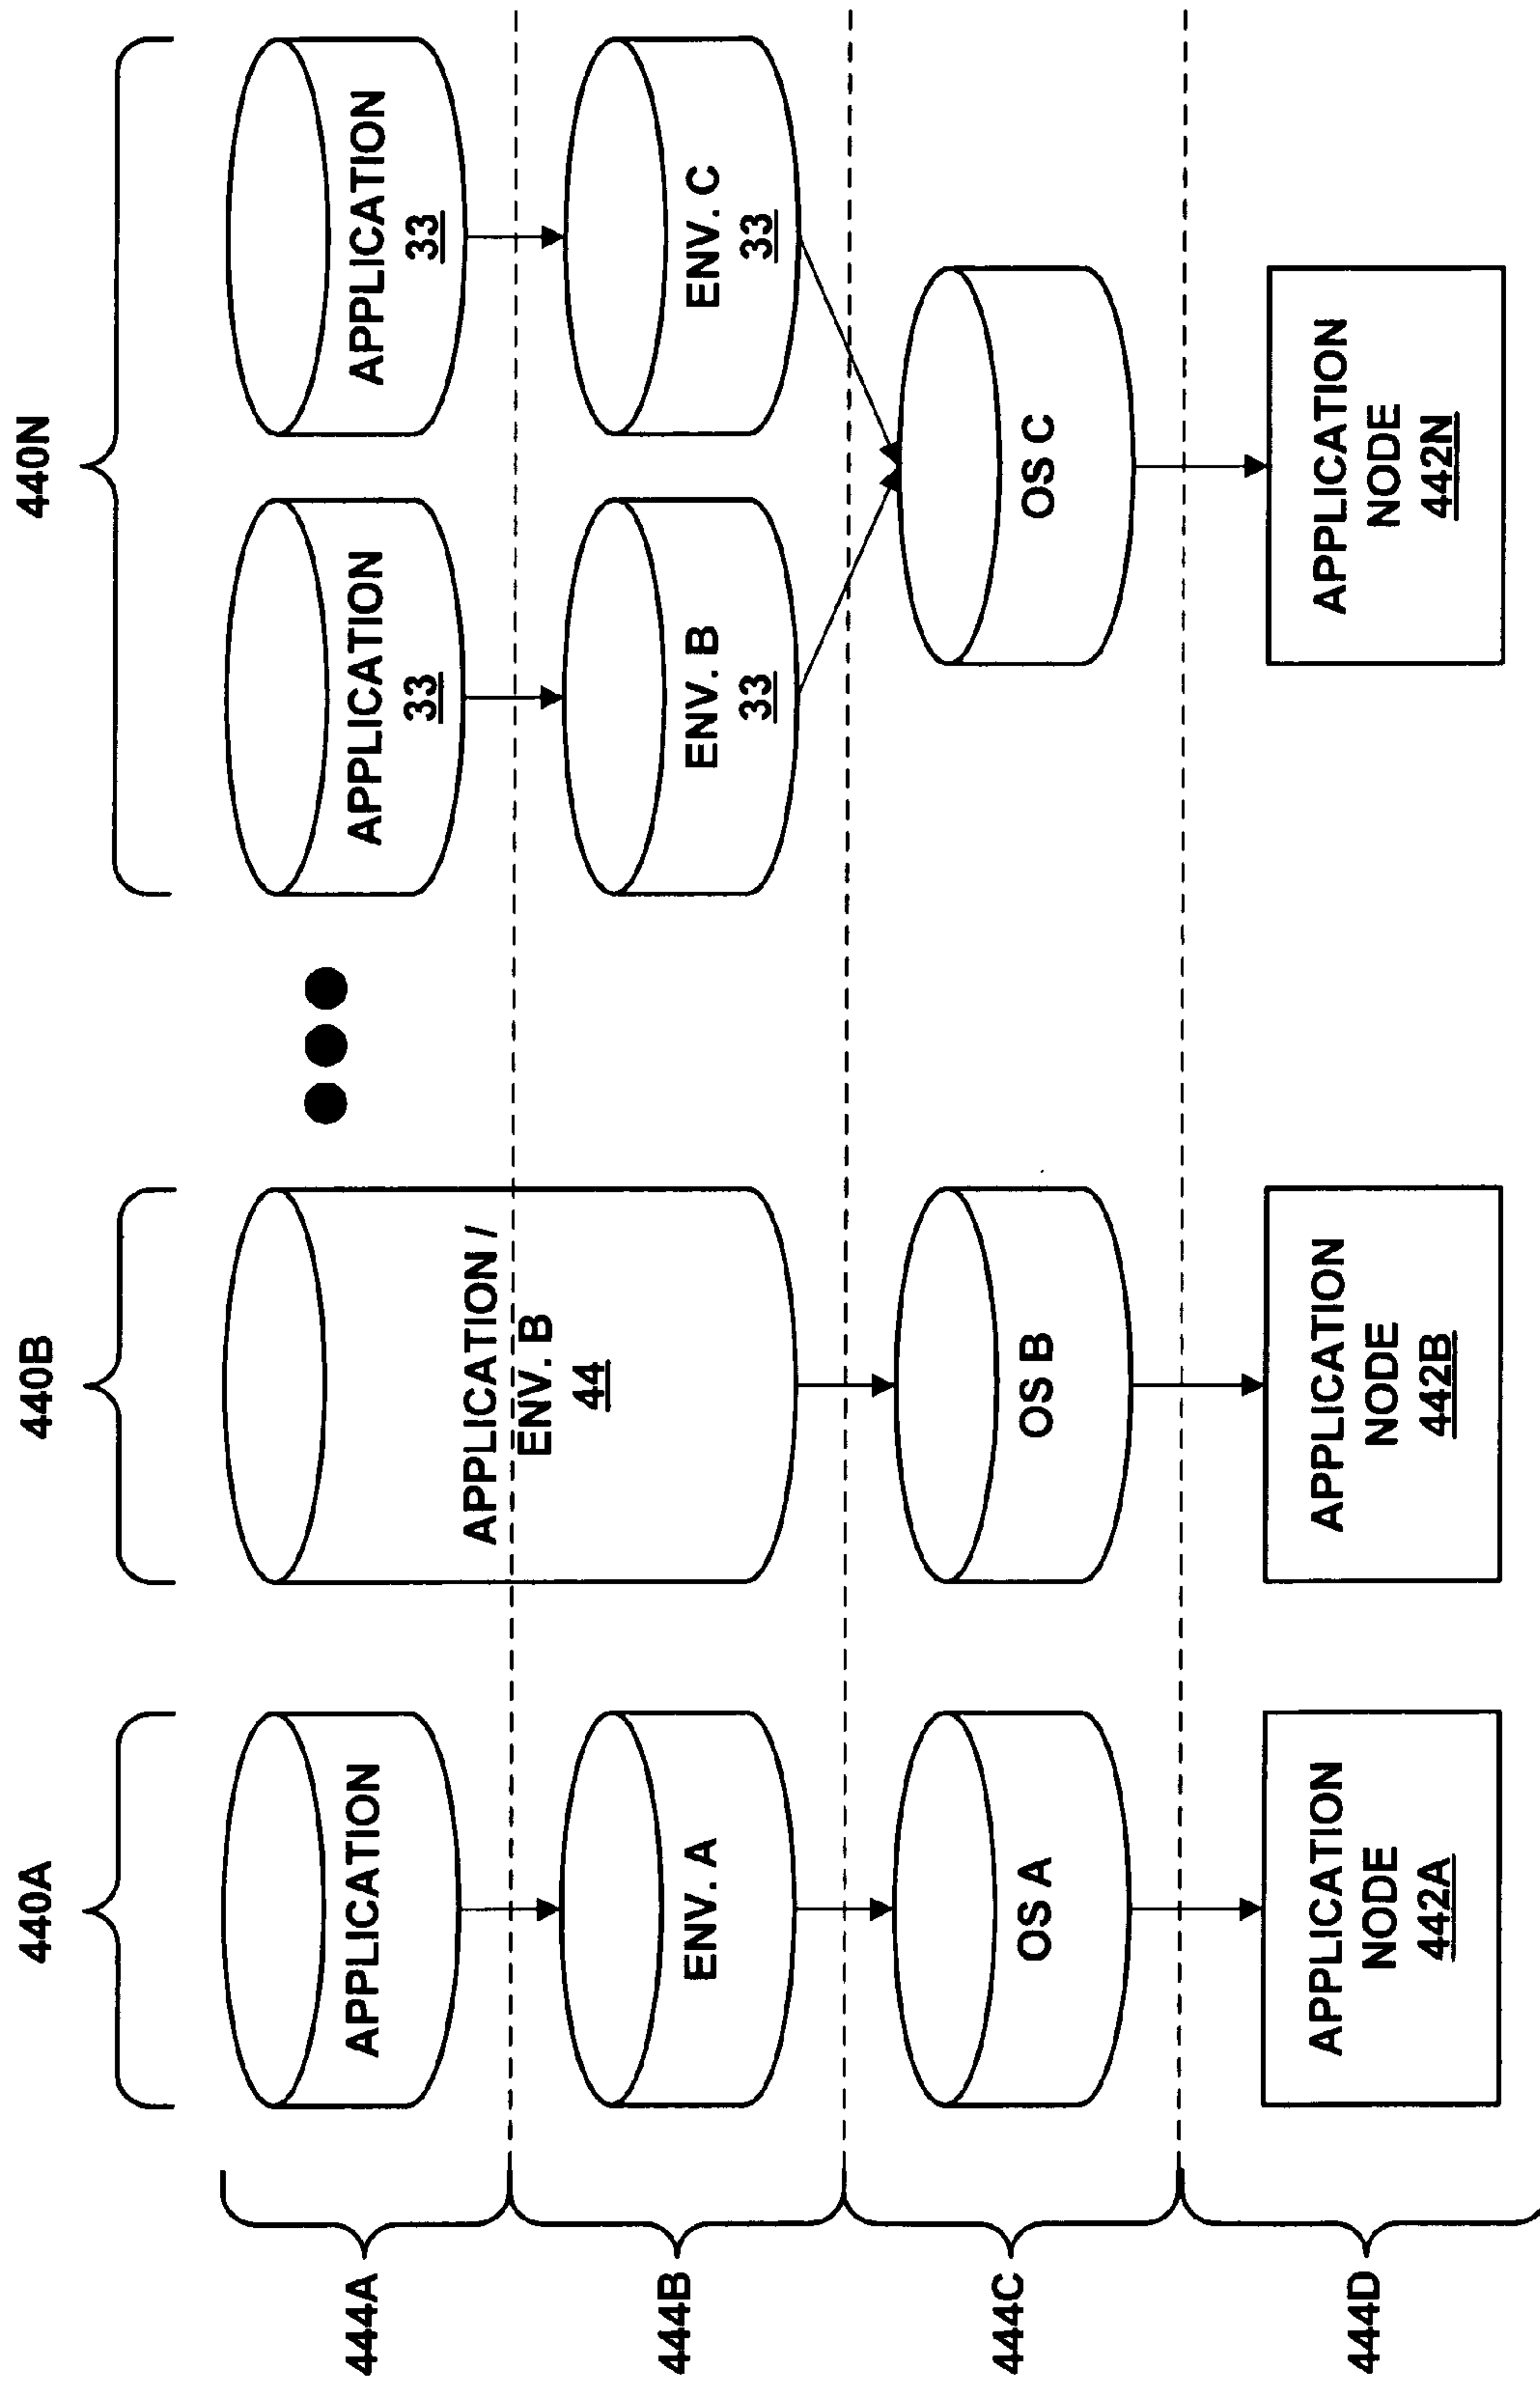 440A
440B
440N
444A
APPLICATION
APPLICATION /
ENV. B
44
APPLICATION
33
APPLICATION
33
444B
ENV. A
ENV. B
33
ENV. C
33
444C
OS A
OS B
OS C
444D
APPLICATION
NODE
442A
APPLICATION
NODE
442B
APPLICATION
NODE
442N